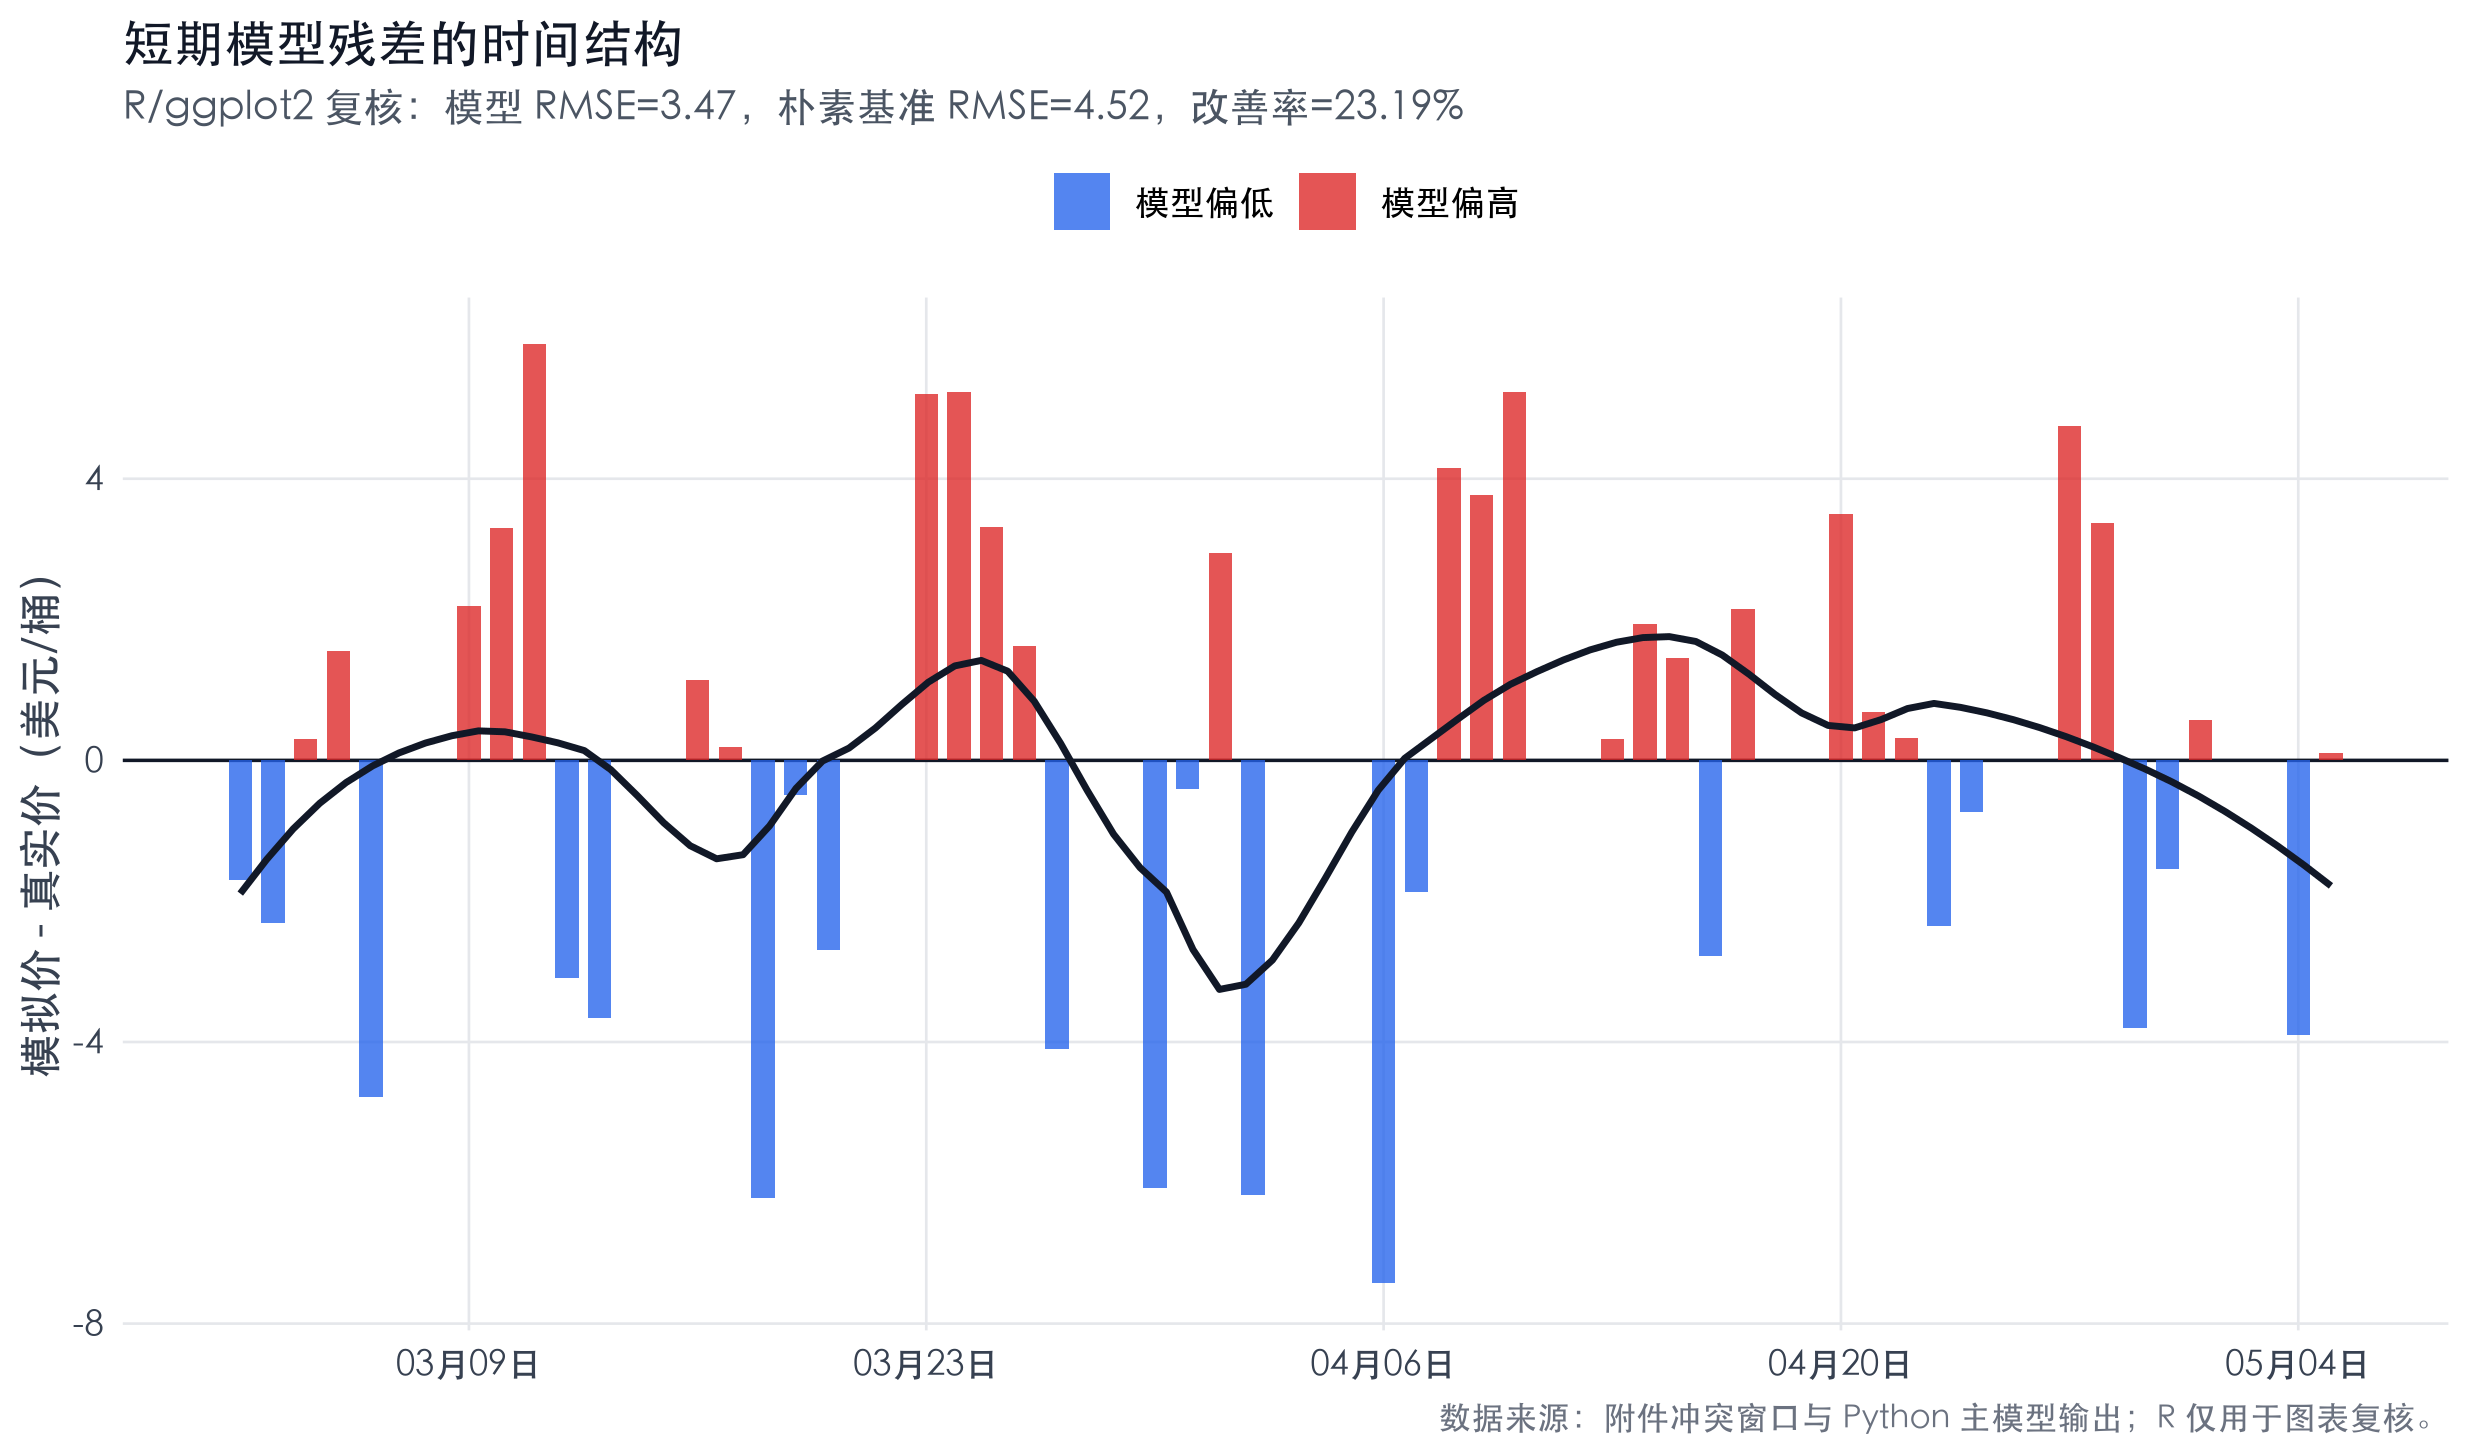 短期模型残差的时间结构
R/ggplot2 复核：模型 RMSE=3.47，朴素基准 RMSE=4.52，改善率=23.19%
模型偏低 模型偏高
模拟价 - 真实价（美元/桶）
4
0
-4
-8
03月09日 03月23日 04月06日 04月20日 05月04日
数据来源：附件冲突窗口与 Python 主模型输出；R 仅用于图表复核。